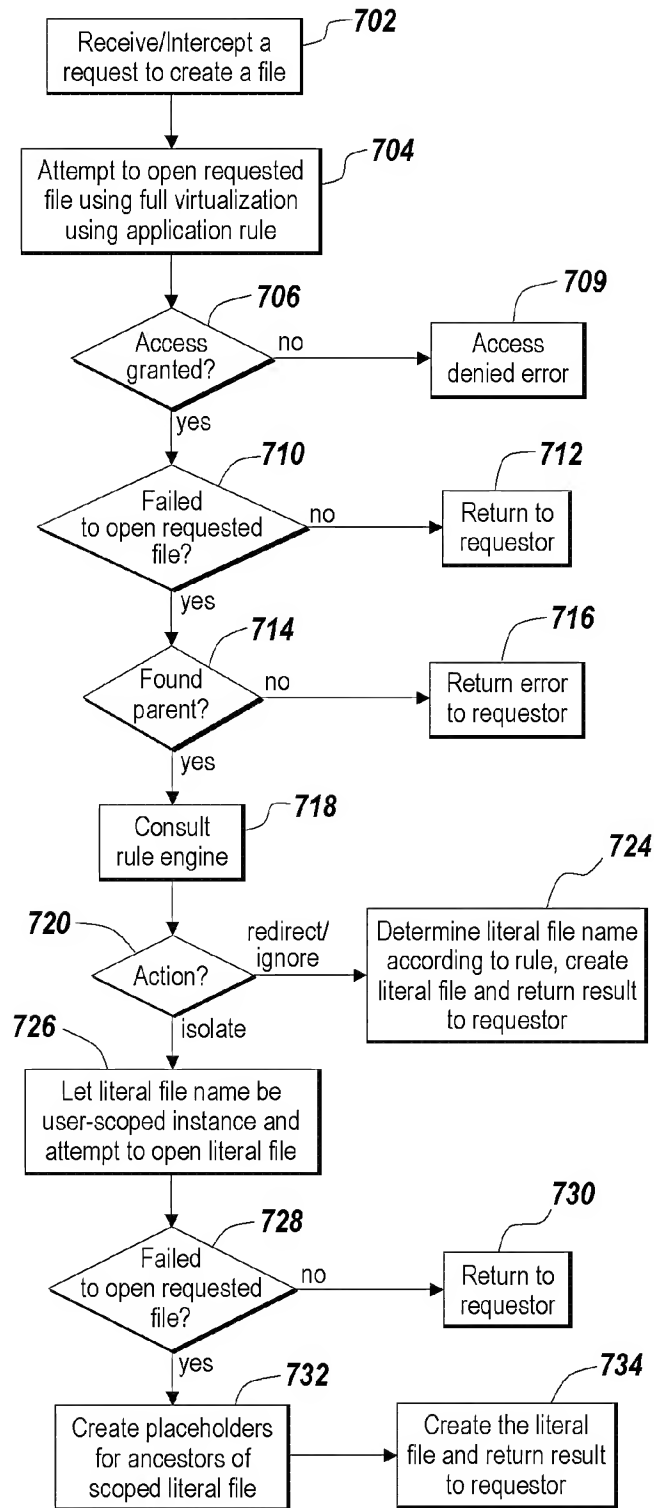 702
Receive/Intercept a
request to create a file
704
Attempt to open requested
file using full virtualization
using application rule
706
709
Access
granted?
no
Access
denied error
yes
710
712
Failed
to open requested
file?
no
Return to
requestor
yes
714
716
Found
parent?
no
Return error
to requestor
yes
718
Consult
rule engine
724
720
redirect/
ignore
Action?
Determine literal file name
according to rule, create
literal file and return result
to requestor
isolate
726
Let literal file name be
user-scoped instance and
attempt to open literal file
728
730
Failed
to open requested
file?
no
Return to
requestor
yes
732
734
Create placeholders
for ancestors of
scoped literal file
Create the literal
file and return result
to requestor